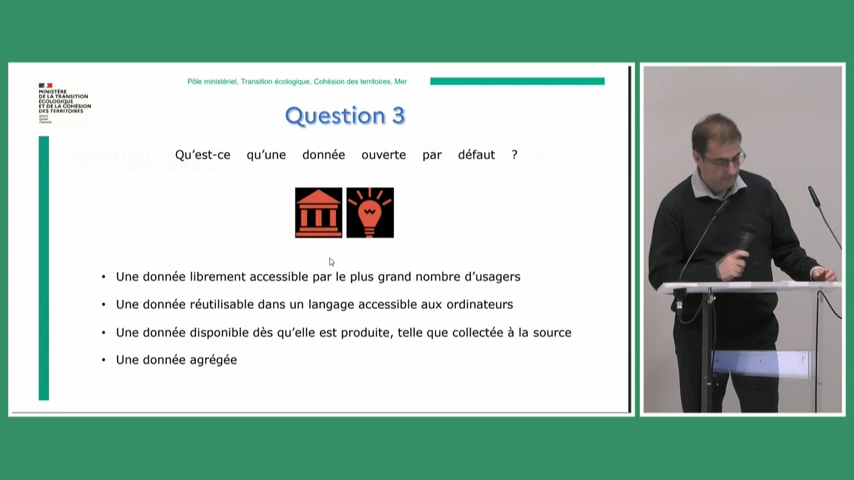 Pôle ministériel, Transition écologique, Cohésion des territoires, Mer
MINISTÈRE
DE LA TRANSITION
ÉCOLOGIQUE
ET DE LA COHÉSION
DES TERRITOIRES
Question 3
Qu'est-ce qu'une donnée ouverte par défaut ?
• Une donnée librement accessible par le plus grand nombre d'usagers
• Une donnée réutilisable dans un langage accessible aux ordinateurs
• Une donnée disponible dès qu'elle est produite, telle que collectée à la source
• Une donnée agrégée